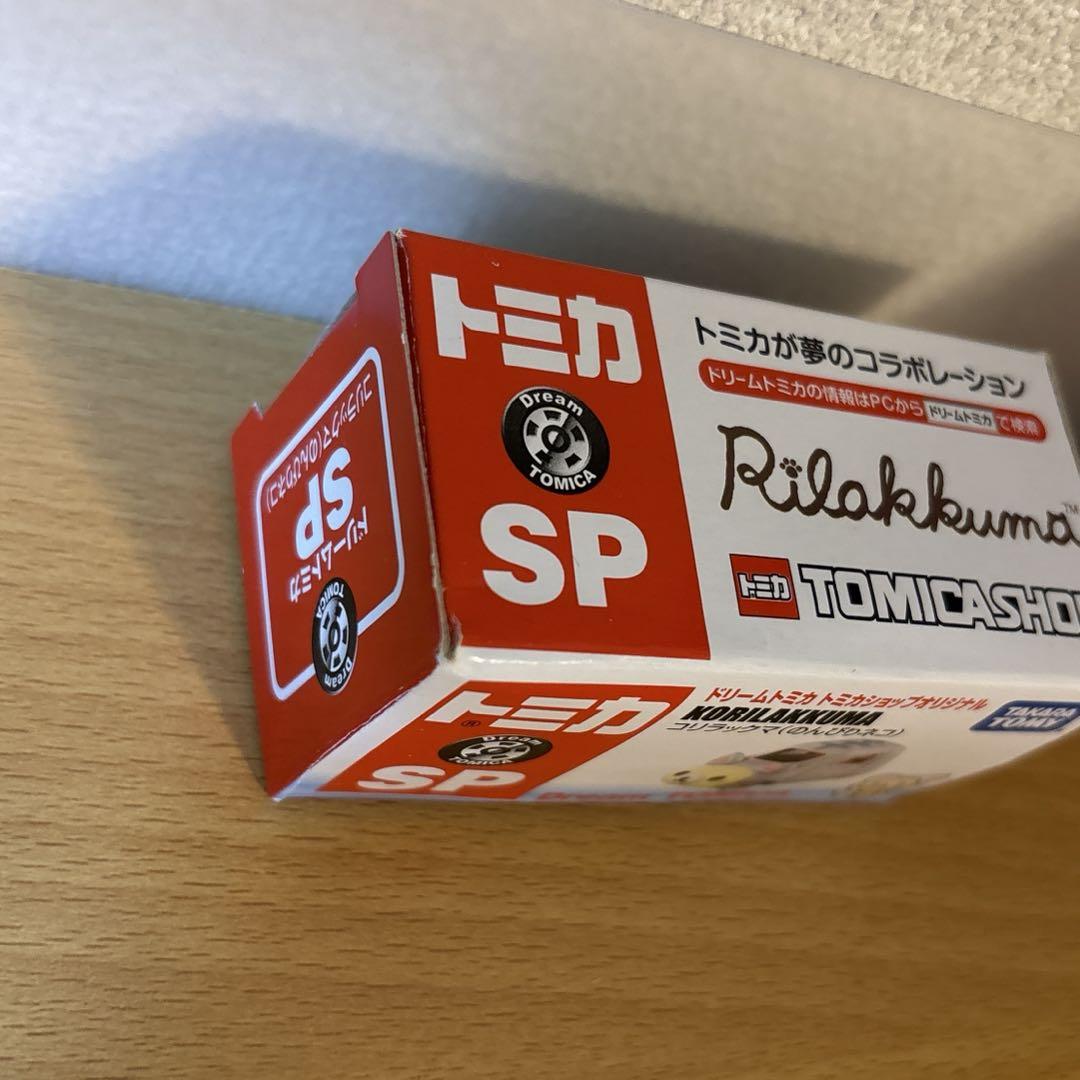 トミカ
Dream
TOMICA
SP
トミカが夢のコラボレーション
ドリームトミカの情報はPCから ドリームトミカ で検索
Rilakkuma™
トミカ TOMICASHO
コリラックマ(のんびりネコ)
SP
ドリームトミカ
Dream
TOMICA
トミカ®
Dream
TOMICA
SP
ドリームトミカ トミカショップオリジナル
KORILAKKUMA
コリラックマ(のんびりネコ)
TAKARA
TOMY